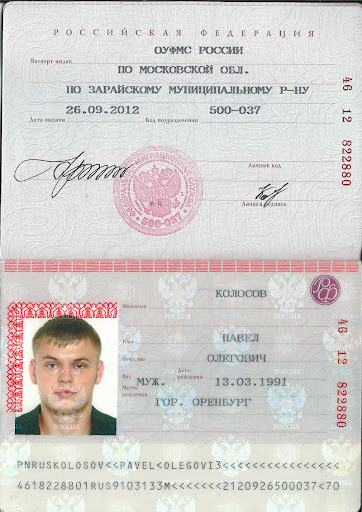 РОССИЙСКАЯ ФЕДЕРАЦИЯ
Паспорт выдан ОУФМС РОССИИ
ПО МОСКОВСКОЙ ОБЛ.
ПО ЗАРАЙСКОМУ МУНИЦИПАЛЬНОМУ Р-НУ
26.09.2012 500-037
Дата выдачи Код подразделения
Личный код
Личная подпись
500-037
46 12 822880
КОЛОСОВ
Фамилия
ПАВЕЛ
Имя
Отчество ОЛЕГОВИЧ
Пол МУЖ. Дата рождения 13.03.1991
Место рождения ГОР. ОРЕНБУРГ
46 12 822880
PNRUSKOLOSOV<<PAVEL<OLEGOVI3<<<<<<<<<<<<<<<<
4618228801RUS9103133M<<<<<<<2120926500037<70